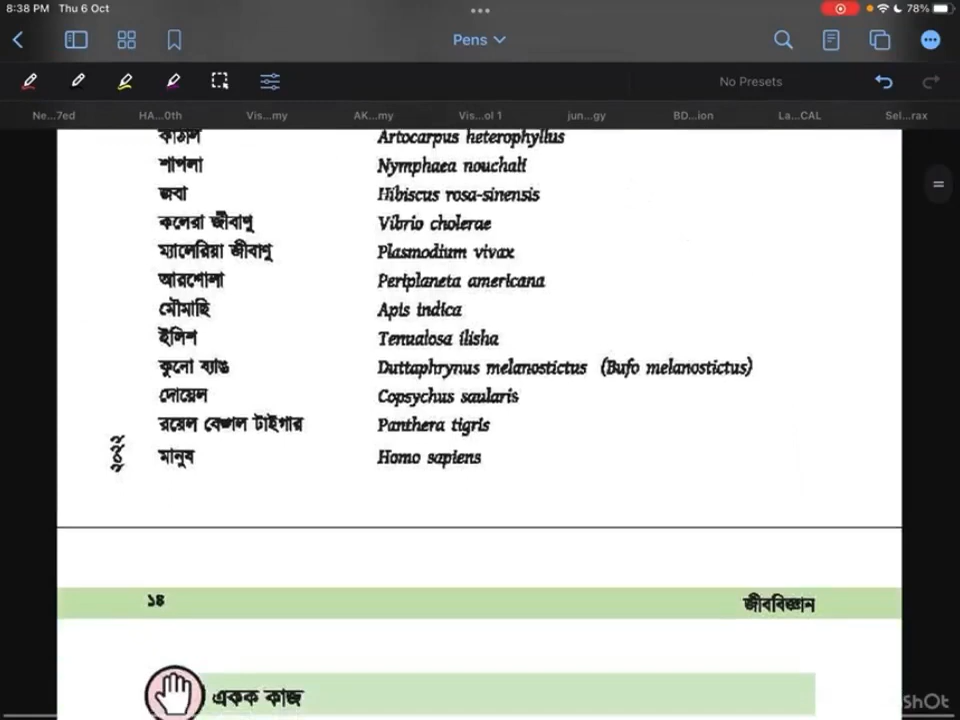 8:38 PM Thu 6 Oct
78%
Pens
No Presets
Ne...7ed HA...0th Vis...my AK...my Vis...ol 1 jun...gy BD...ion La...CAL Sel...rax
কাঁঠাল Artocarpus heterophyllus
শাপলা Nymphaea nouchali
জবা Hibiscus rosa-sinensis
কলেরা জীবাণু Vibrio cholerae
ম্যালেরিয়া জীবাণু Plasmodium vivax
আরশোলা Periplaneta americana
মৌমাছি Apis indica
ইলিশ Tenualosa ilisha
কুনো ব্যাঙ Duttaphrynus melanostictus (Bufo melanostictus)
দোয়েল Copsychus saularis
রয়েল বেঙ্গল টাইগার Panthera tigris
মানুষ Homo sapiens
২০২২
১৪ জীববিজ্ঞান
একক কাজ